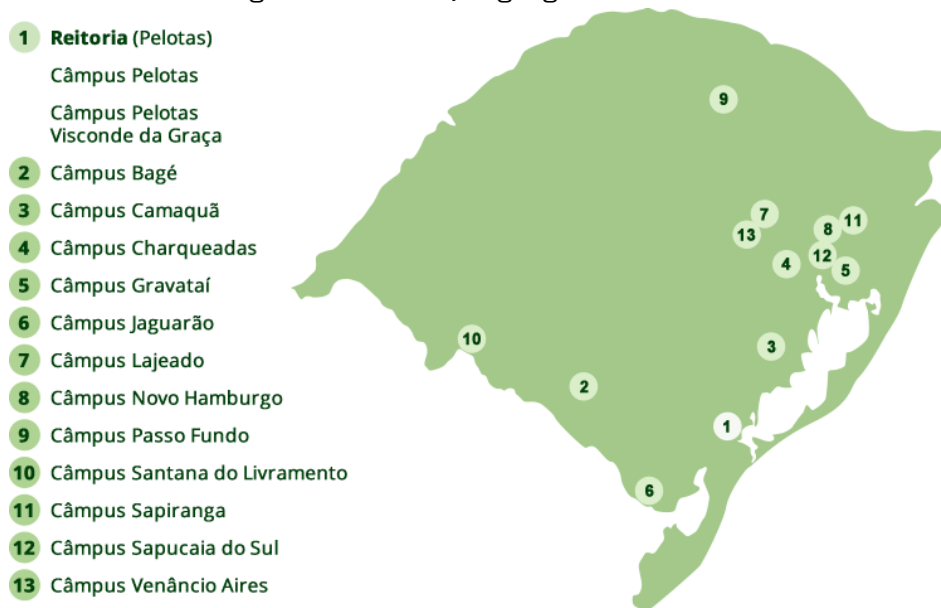 1 Reitoria (Pelotas)
Câmpus Pelotas
Câmpus Pelotas
Visconde da Graça
2 Câmpus Bagé
3 Câmpus Camaquã
4 Câmpus Charqueadas
5 Câmpus Gravataí
6 Câmpus Jaguarão
7 Câmpus Lajeado
8 Câmpus Novo Hamburgo
9 Câmpus Passo Fundo
10 Câmpus Santana do Livramento
11 Câmpus Sapiranga
12 Câmpus Sapucaia do Sul
13 Câmpus Venâncio Aires
9
7
11
8
13
12
4
5
10
3
2
1
6